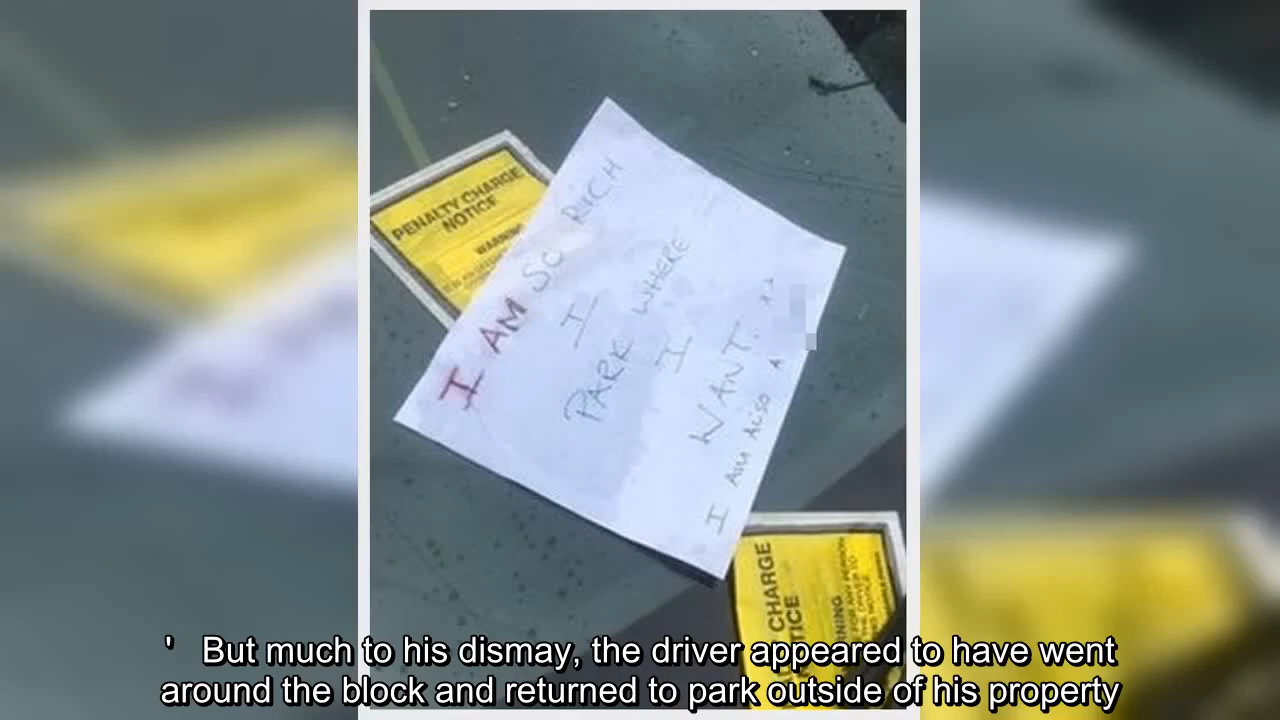 PENALTY CHARGE
NOTICE
WARNING
I AM SO RICH
I
PARK WHERE
I
WANT.
I AM ALSO A
CHARGE
' But much to his dismay, the driver appeared to have went
around the block and returned to park outside of his property